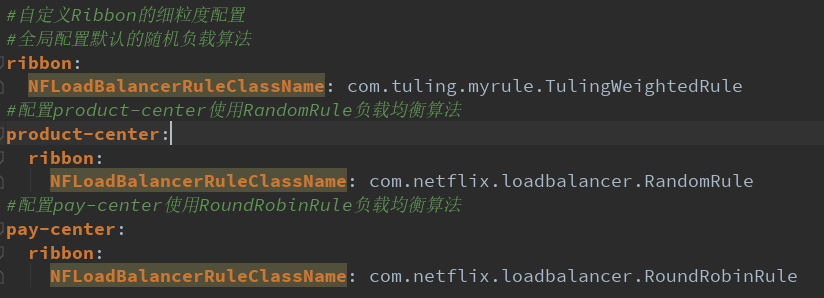 #自定义Ribbon的细粒度配置
#全局配置默认的随机负载算法
ribbon:
  NFLoadBalancerRuleClassName: com.tuling.myrule.TulingWeightedRule
#配置product-center使用RandomRule负载均衡算法
product-center:
  ribbon:
    NFLoadBalancerRuleClassName: com.netflix.loadbalancer.RandomRule
#配置pay-center使用RoundRobinRule负载均衡算法
pay-center:
  ribbon:
    NFLoadBalancerRuleClassName: com.netflix.loadbalancer.RoundRobinRule